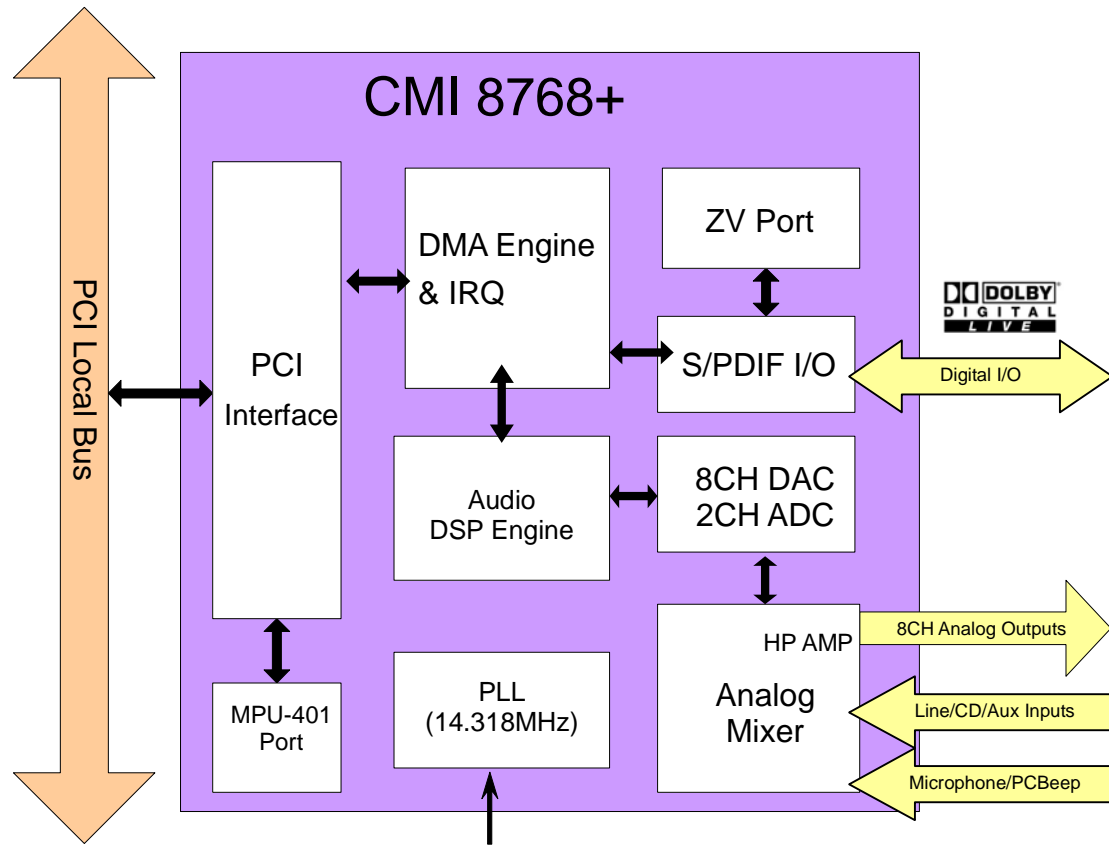 CMI 8768+
PCI Local Bus
PCI
Interface
DMA Engine
& IRQ
ZV Port
S/PDIF I/O
DOLBY
DIGITAL
LIVE
Digital I/O
Audio
DSP Engine
8CH DAC
2CH ADC
HP AMP
Analog
Mixer
8CH Analog Outputs
Line/CD/Aux Inputs
Microphone/PCBeep
MPU-401
Port
PLL
(14.318MHz)